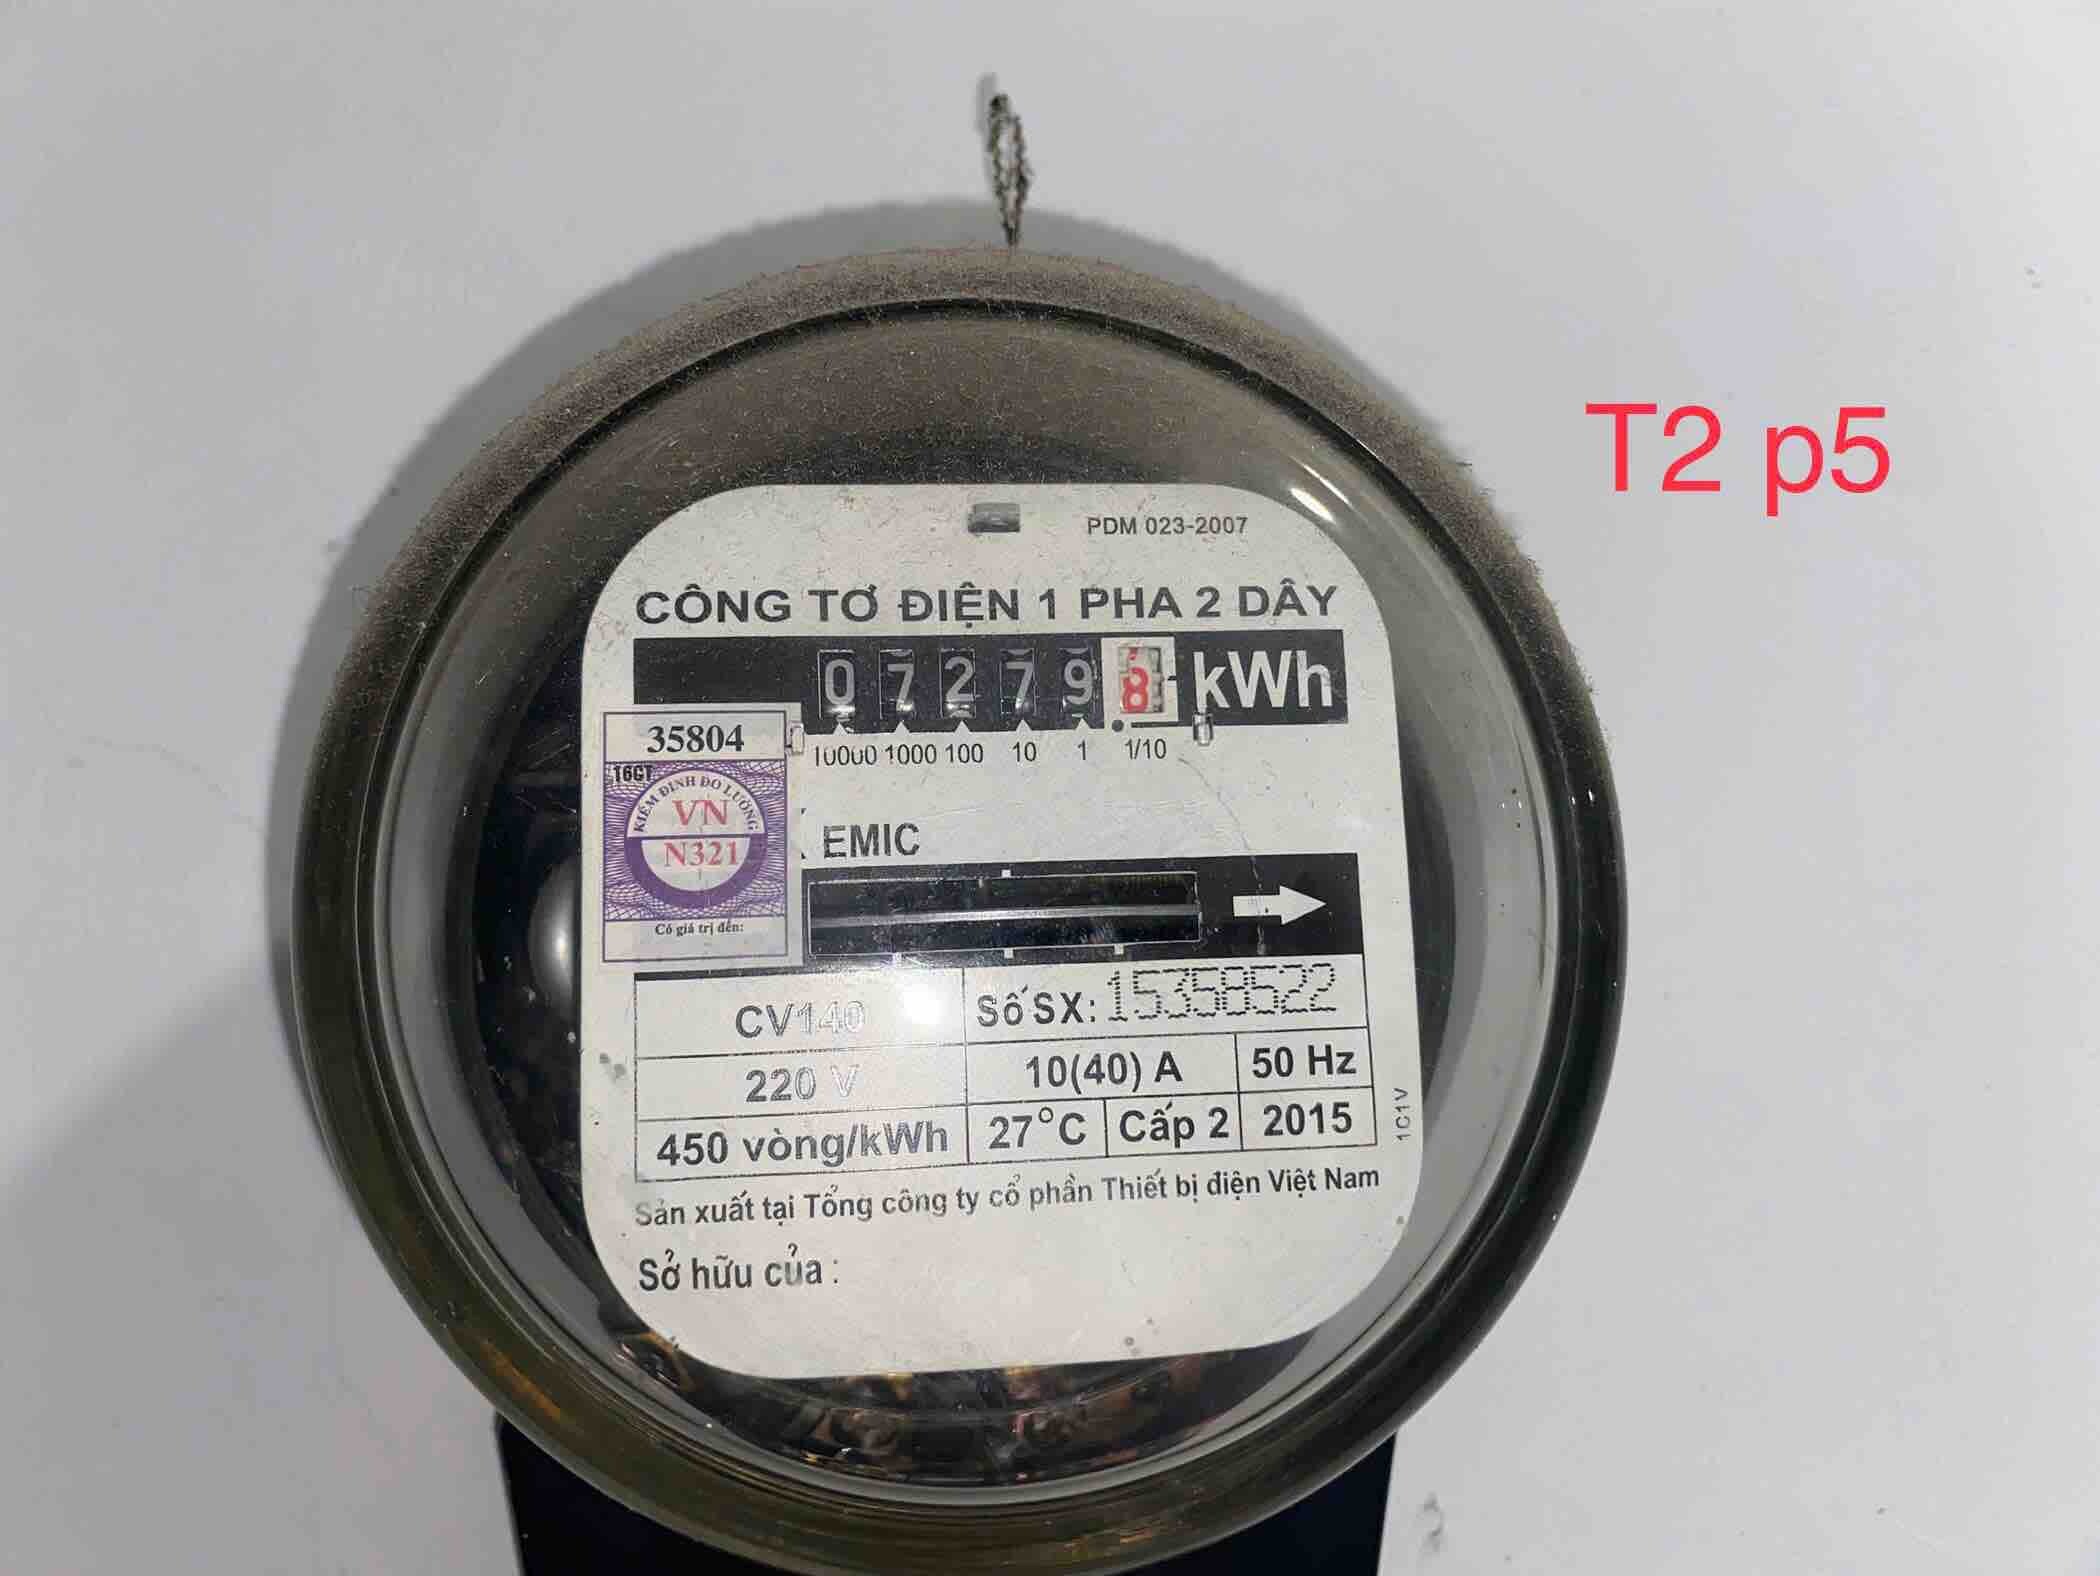 T2 p5
PDM 023-2007
CÔNG TƠ ĐIỆN 1 PHA 2 DÂY
0 7 2 7 9 8 kWh
10000 1000 100 10 1 1/10
35804
16GT
KIỂM ĐỊNH ĐO LƯỜNG
VN
N321
Có giá trị đến:
EMIC
CV140
Số SX: 15358522
220 V
10(40) A
50 Hz
450 vòng/kWh
27°C
Cấp 2
2015
1C1V
Sản xuất tại Tổng công ty cổ phần Thiết bị điện Việt Nam
Sở hữu của :